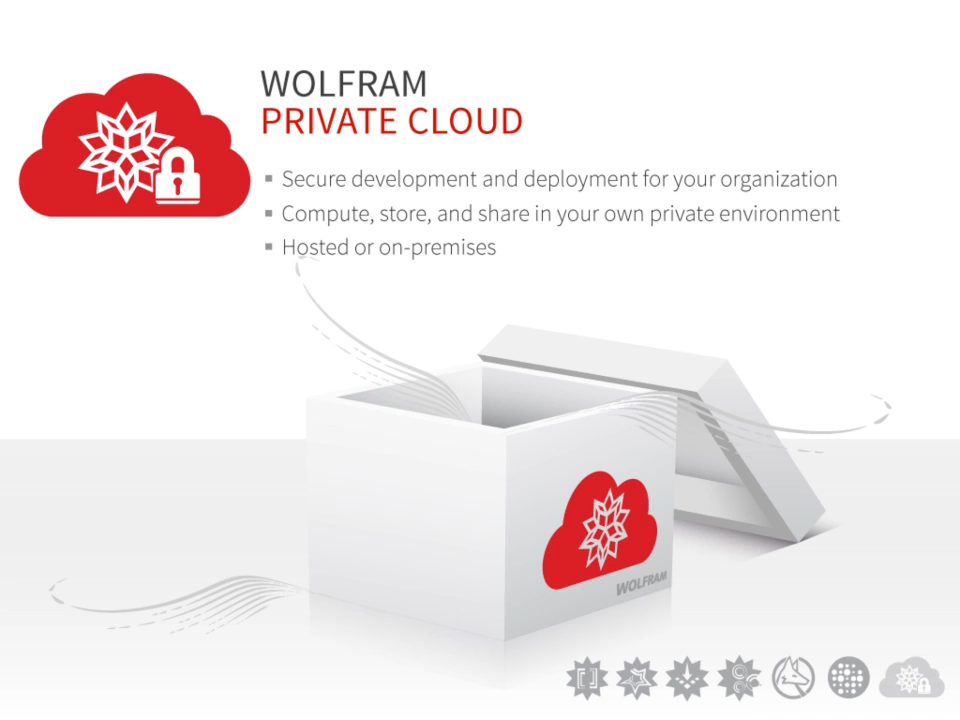 WOLFRAM
PRIVATE CLOUD
▪ Secure development and deployment for your organization
▪ Compute, store, and share in your own private environment
▪ Hosted or on-premises
WOLFRAM